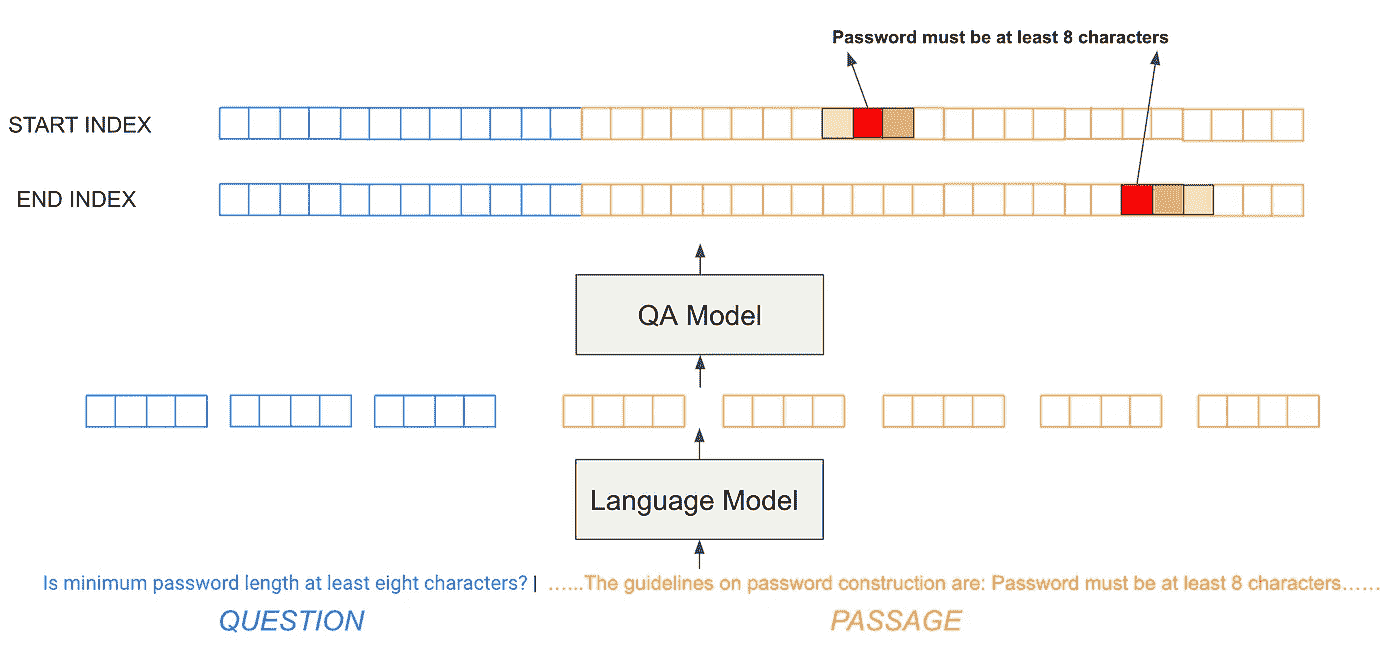 Password must be at least 8 characters
START INDEX
END INDEX
QA Model
Language Model
Is minimum password length at least eight characters? | ......The guidelines on password construction are: Password must be at least 8 characters......
QUESTION
PASSAGE